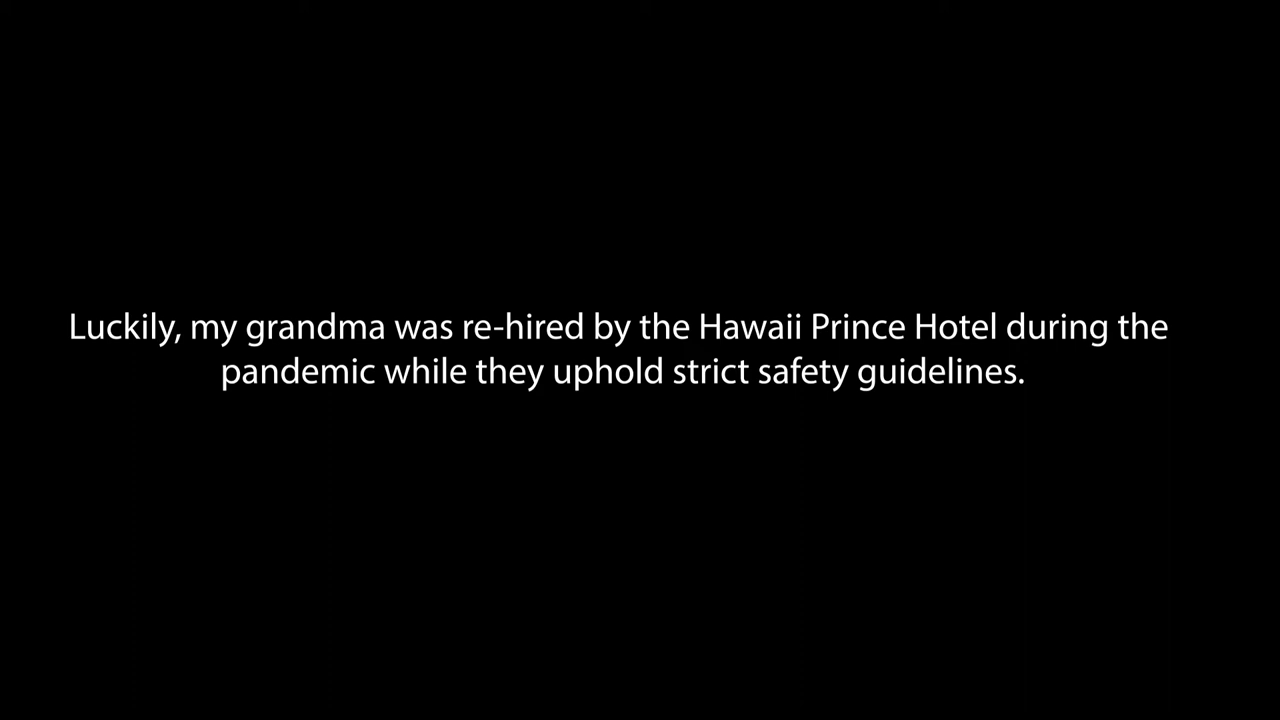 Luckily, my grandma was re-hired by the Hawaii Prince Hotel during the
pandemic while they uphold strict safety guidelines.